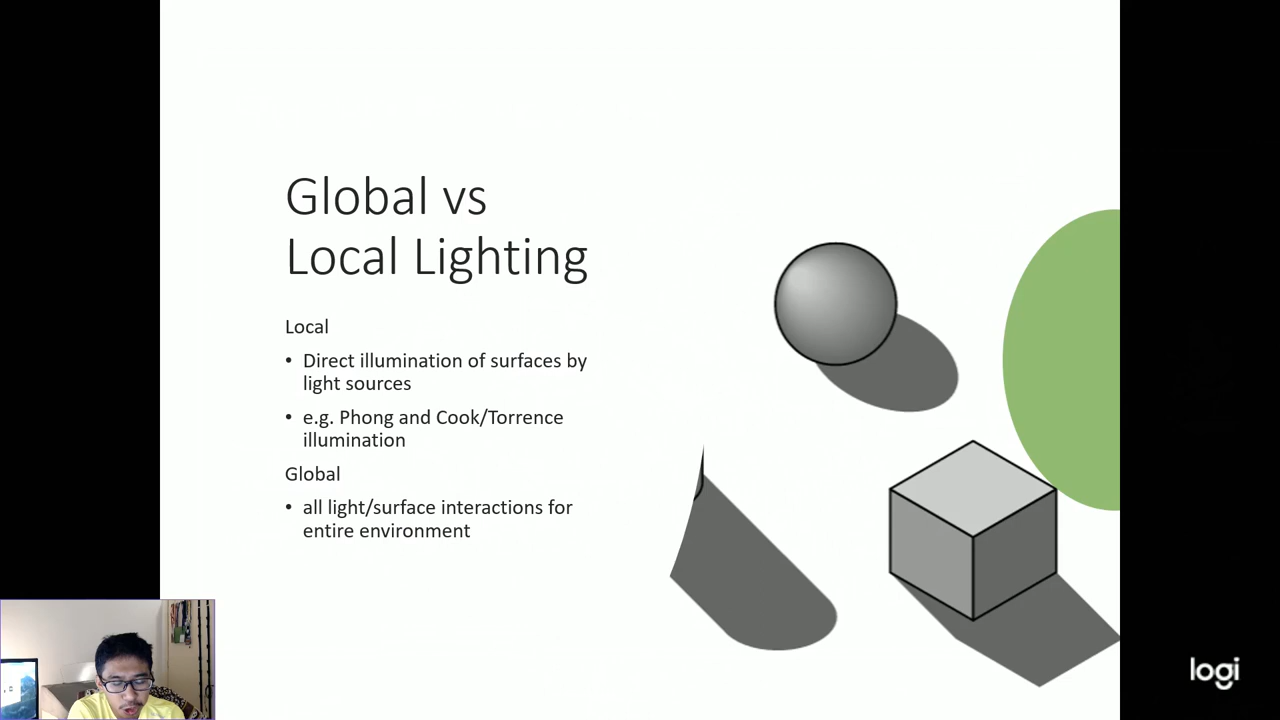 Global vs
Local Lighting
Local
• Direct illumination of surfaces by
light sources
• e.g. Phong and Cook/Torrence
illumination
Global
• all light/surface interactions for
entire environment
logi